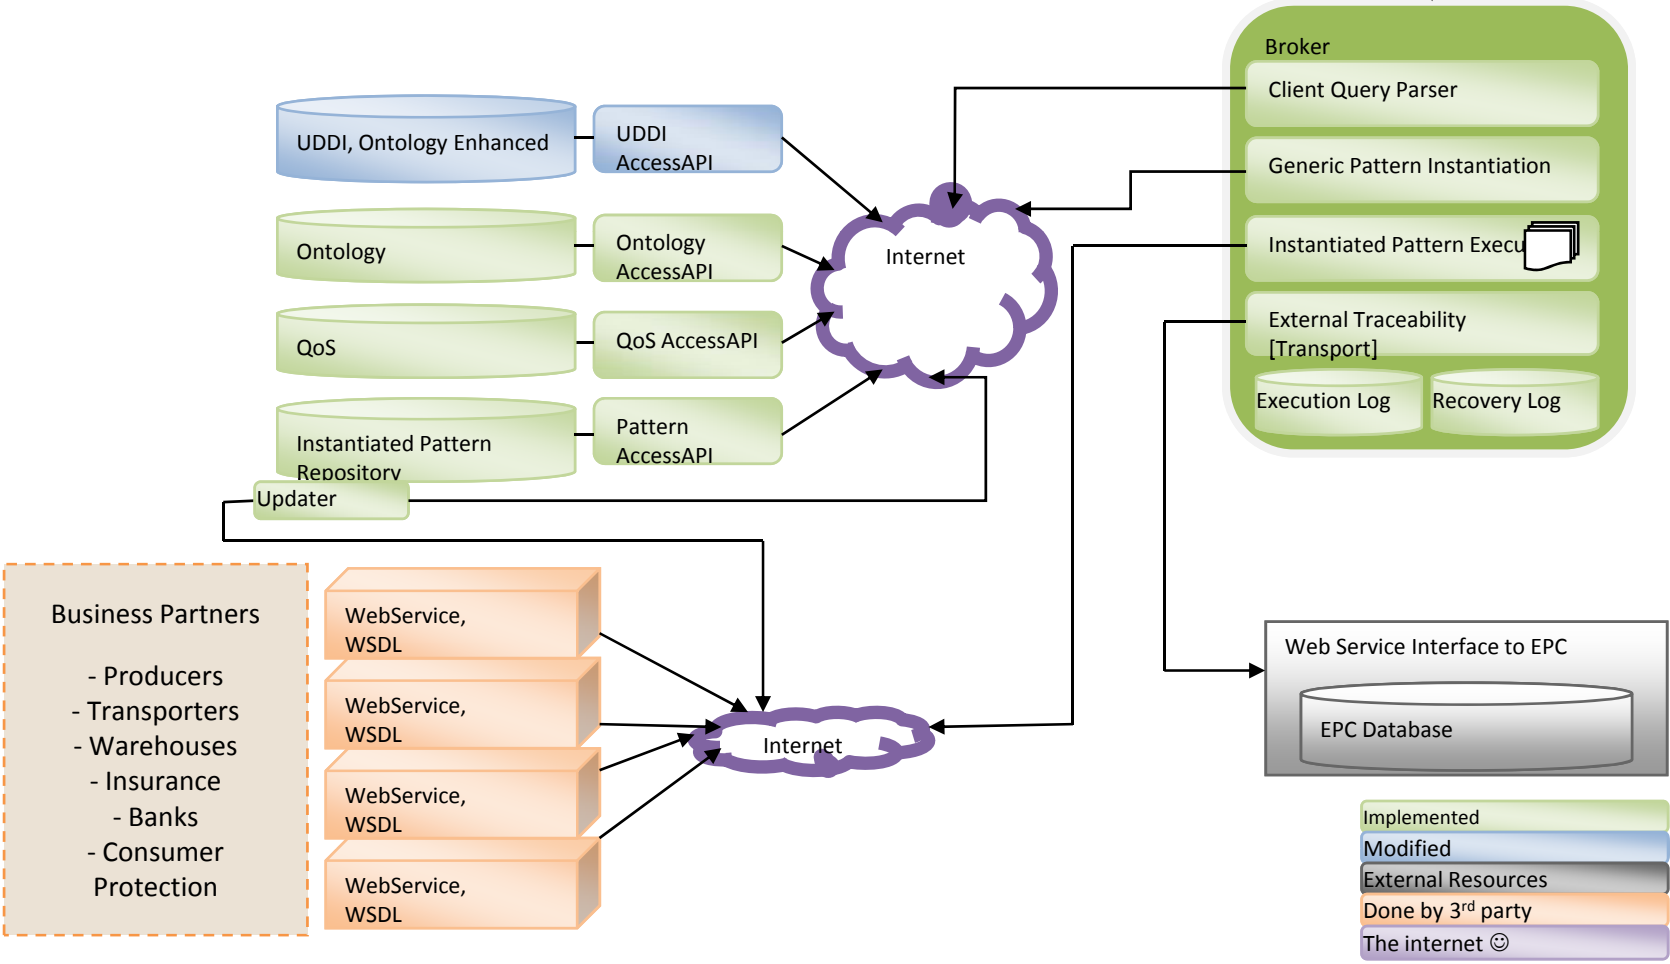 Broker
Client Query Parser
Generic Pattern Instantiation
Instantiated Pattern Execu
External Traceability
[Transport]
Execution Log
Recovery Log
UDDI, Ontology Enhanced
UDDI
AccessAPI
Ontology
Ontology
AccessAPI
QoS
QoS AccessAPI
Instantiated Pattern
Repository
Pattern
AccessAPI
Updater
Internet
Business Partners
- Producers
- Transporters
- Warehouses
- Insurance
- Banks
- Consumer
Protection
WebService,
WSDL
WebService,
WSDL
WebService,
WSDL
WebService,
WSDL
Internet
Web Service Interface to EPC
EPC Database
Implemented
Modified
External Resources
Done by 3rd party
The internet ☺